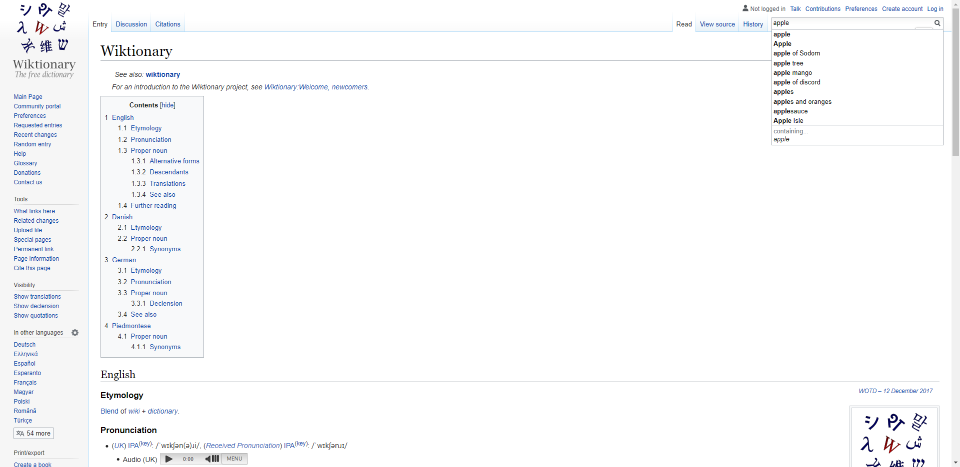 Not logged in Talk Contributions Preferences Create account Log in
Entry Discussion Citations Read View source History
apple
apple
Apple
apple of Sodom
apple tree
apple mango
apple of discord
apples
apples and oranges
applesauce
Apple Isle
containing
apple
Wiktionary
The free dictionary
Main Page
Community portal
Preferences
Requested entries
Recent changes
Random entry
Help
Glossary
Donations
Contact us
Tools
What links here
Related changes
Upload file
Special pages
Permanent link
Page information
Cite this page
Visibility
Show translations
Show declension
Show quotations
In other languages
Deutsch
Ελληνικά
Español
Esperanto
Français
Magyar
Polski
Română
Türkçe
54 more
Print/export
Create a book
Wiktionary
See also: wiktionary
For an introduction to the Wiktionary project, see Wiktionary:Welcome, newcomers.
Contents [hide]
1 English
1.1 Etymology
1.2 Pronunciation
1.3 Proper noun
1.3.1 Alternative forms
1.3.2 Descendants
1.3.3 Translations
1.3.4 See also
1.4 Further reading
2 Danish
2.1 Etymology
2.2 Proper noun
2.2.1 Synonyms
3 German
3.1 Etymology
3.2 Pronunciation
3.3 Proper noun
3.3.1 Declension
3.4 See also
4 Piedmontese
4.1 Proper noun
4.1.1 Synonyms
English
WOTD – 12 December 2017
Etymology
Blend of wiki + dictionary.
Pronunciation
• (UK) IPA(key): /ˈwɪkʃən(ə)ɹi/, (Received Pronunciation) IPA(key): /ˈwɪkʃənɹɪ/
• Audio (UK) 0:00 MENU